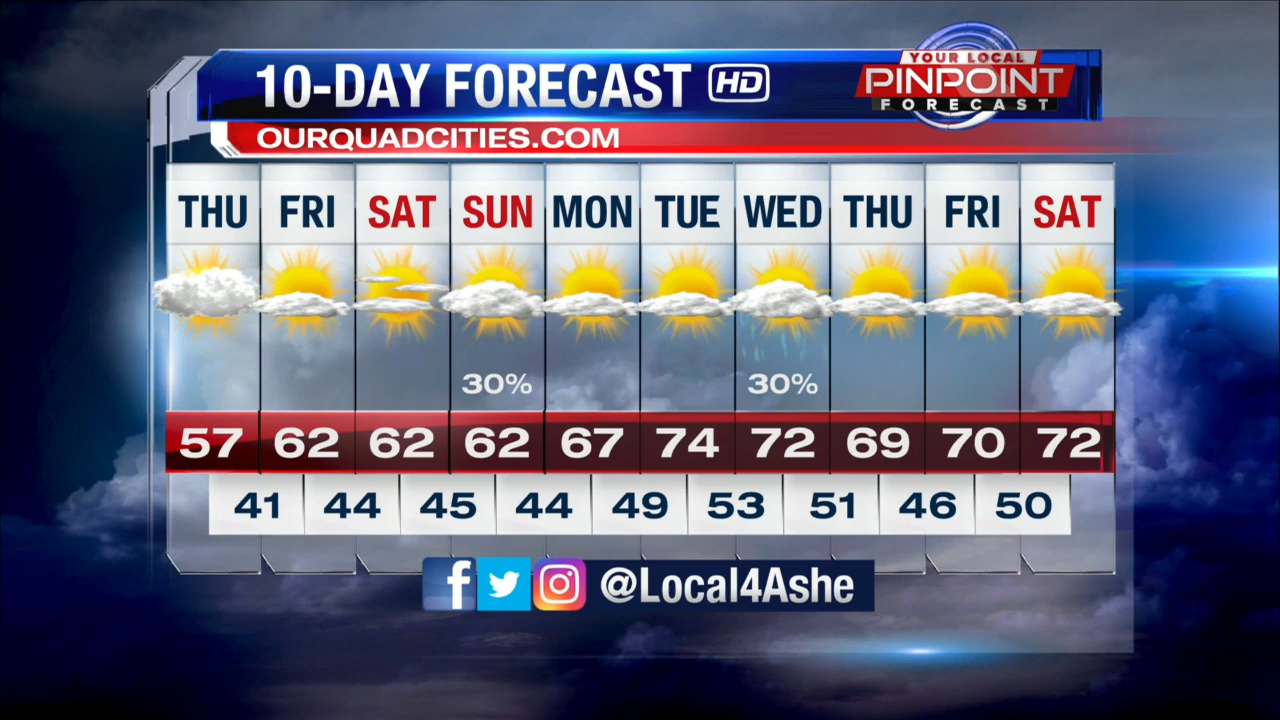 10-DAY FORECAST HD
YOUR LOCAL
PINPOINT
FORECAST
OURQUADCITIES.COM
THU FRI SAT SUN MON TUE WED THU FRI SAT
30% 30%
57 62 62 62 67 74 72 69 70 72
41 44 45 44 49 53 51 46 50
f @Local4Ashe